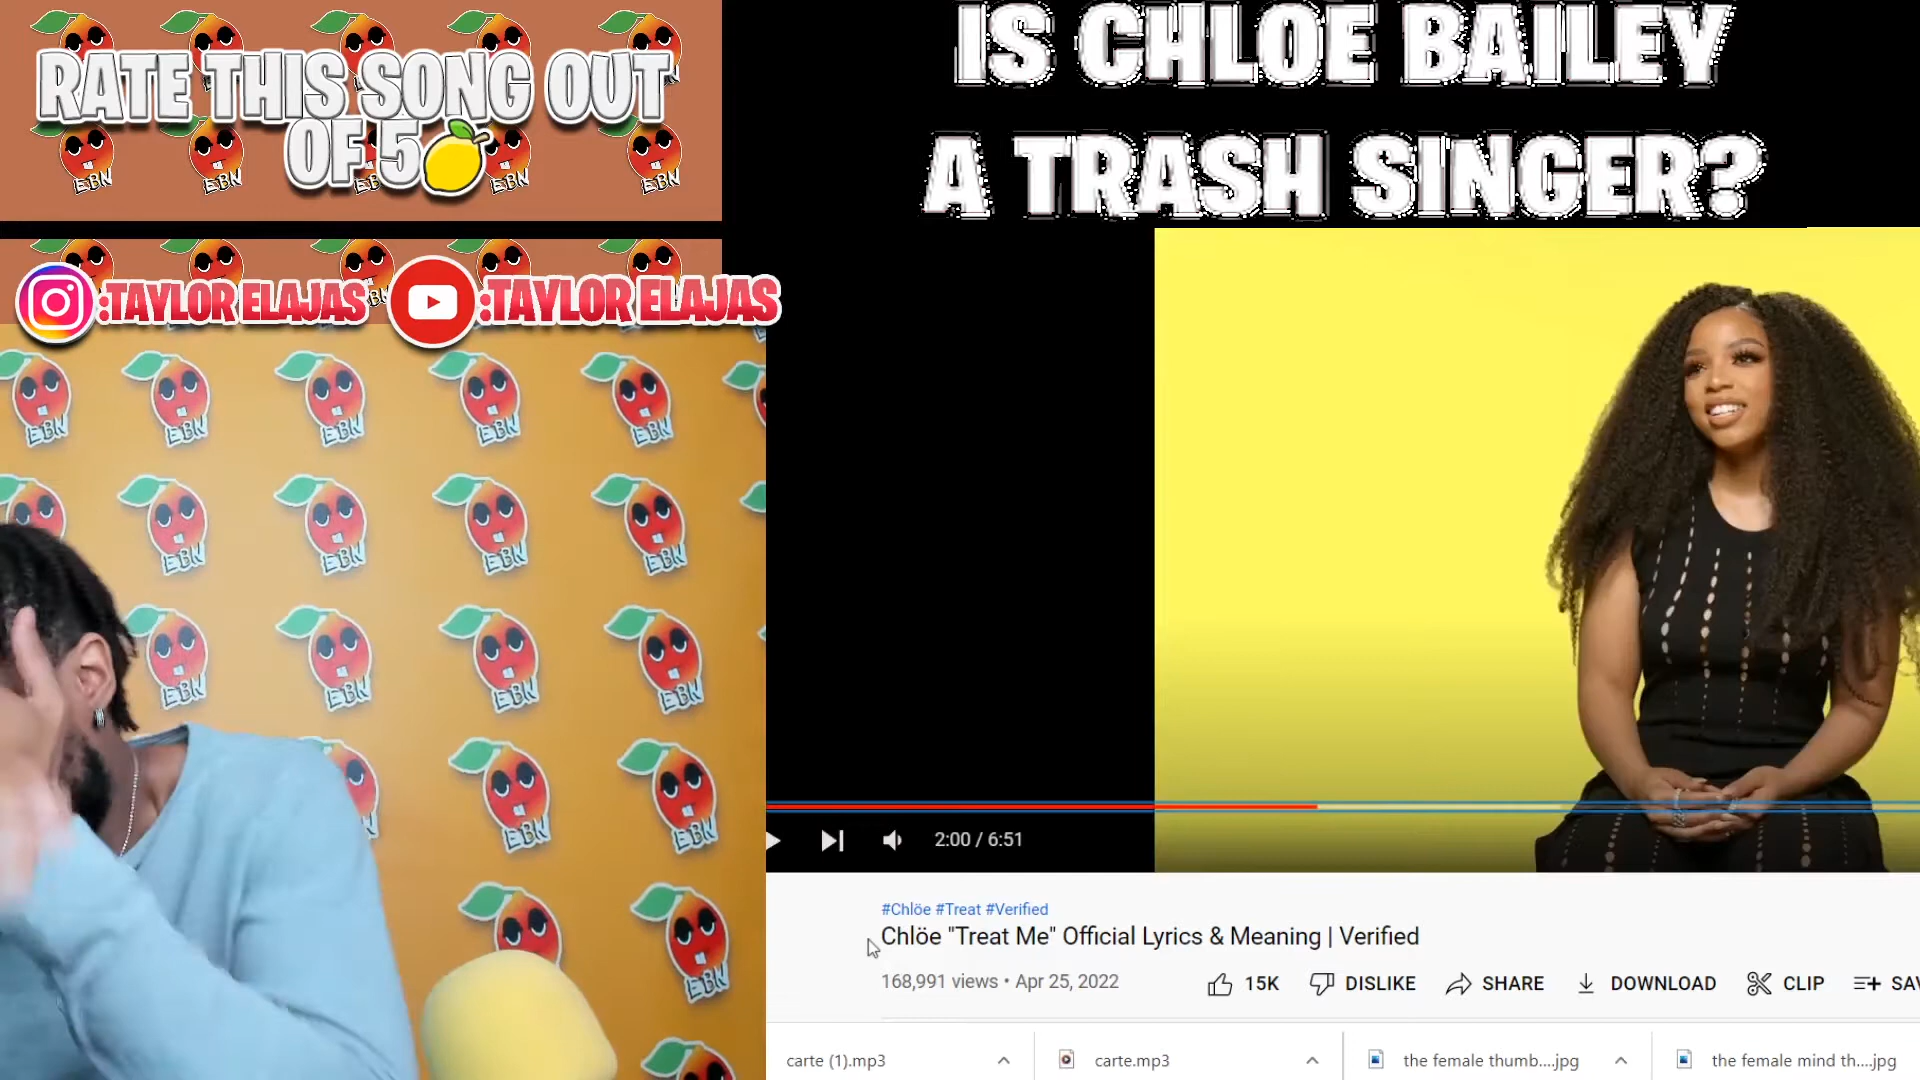 RATE THIS SONG OUT
OF 5
IS CHLOE BAILEY
A TRASH SINGER?
:TAYLOR ELAJAS
:TAYLOR ELAJAS
EBN
2:00 / 6:51
#Chlöe #Treat #Verified
Chlöe "Treat Me" Official Lyrics & Meaning | Verified
168,991 views • Apr 25, 2022
15K
DISLIKE
SHARE
DOWNLOAD
CLIP
SAV
carte (1).mp3
carte.mp3
the female thumb....jpg
the female mind th....jpg